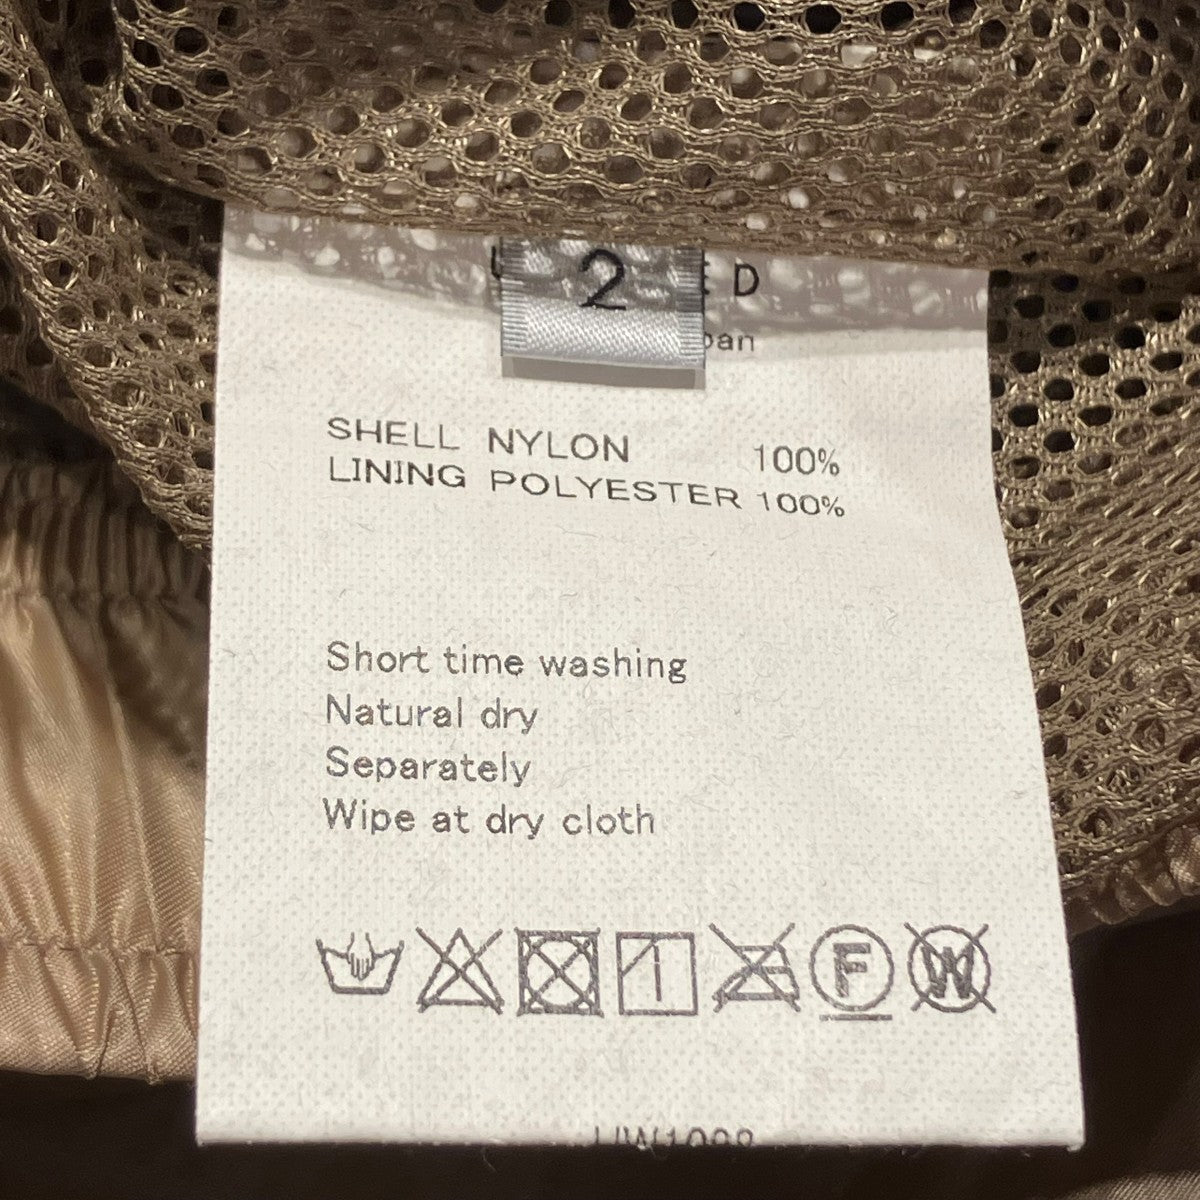 2
D
SHELL NYLON 100%
LINING POLYESTER 100%
Short time washing
Natural dry
Separately
Wipe at dry cloth
F W